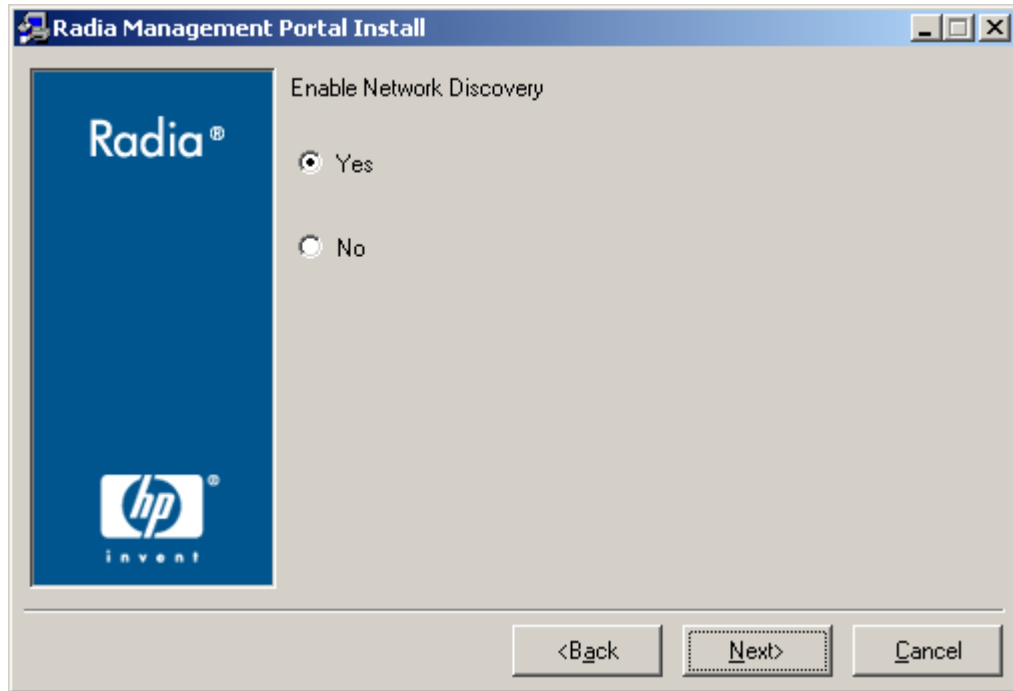 Radia Management Portal Install
Enable Network Discovery
Radia®
Yes
No
hp®
invent
<Back
Next>
Cancel